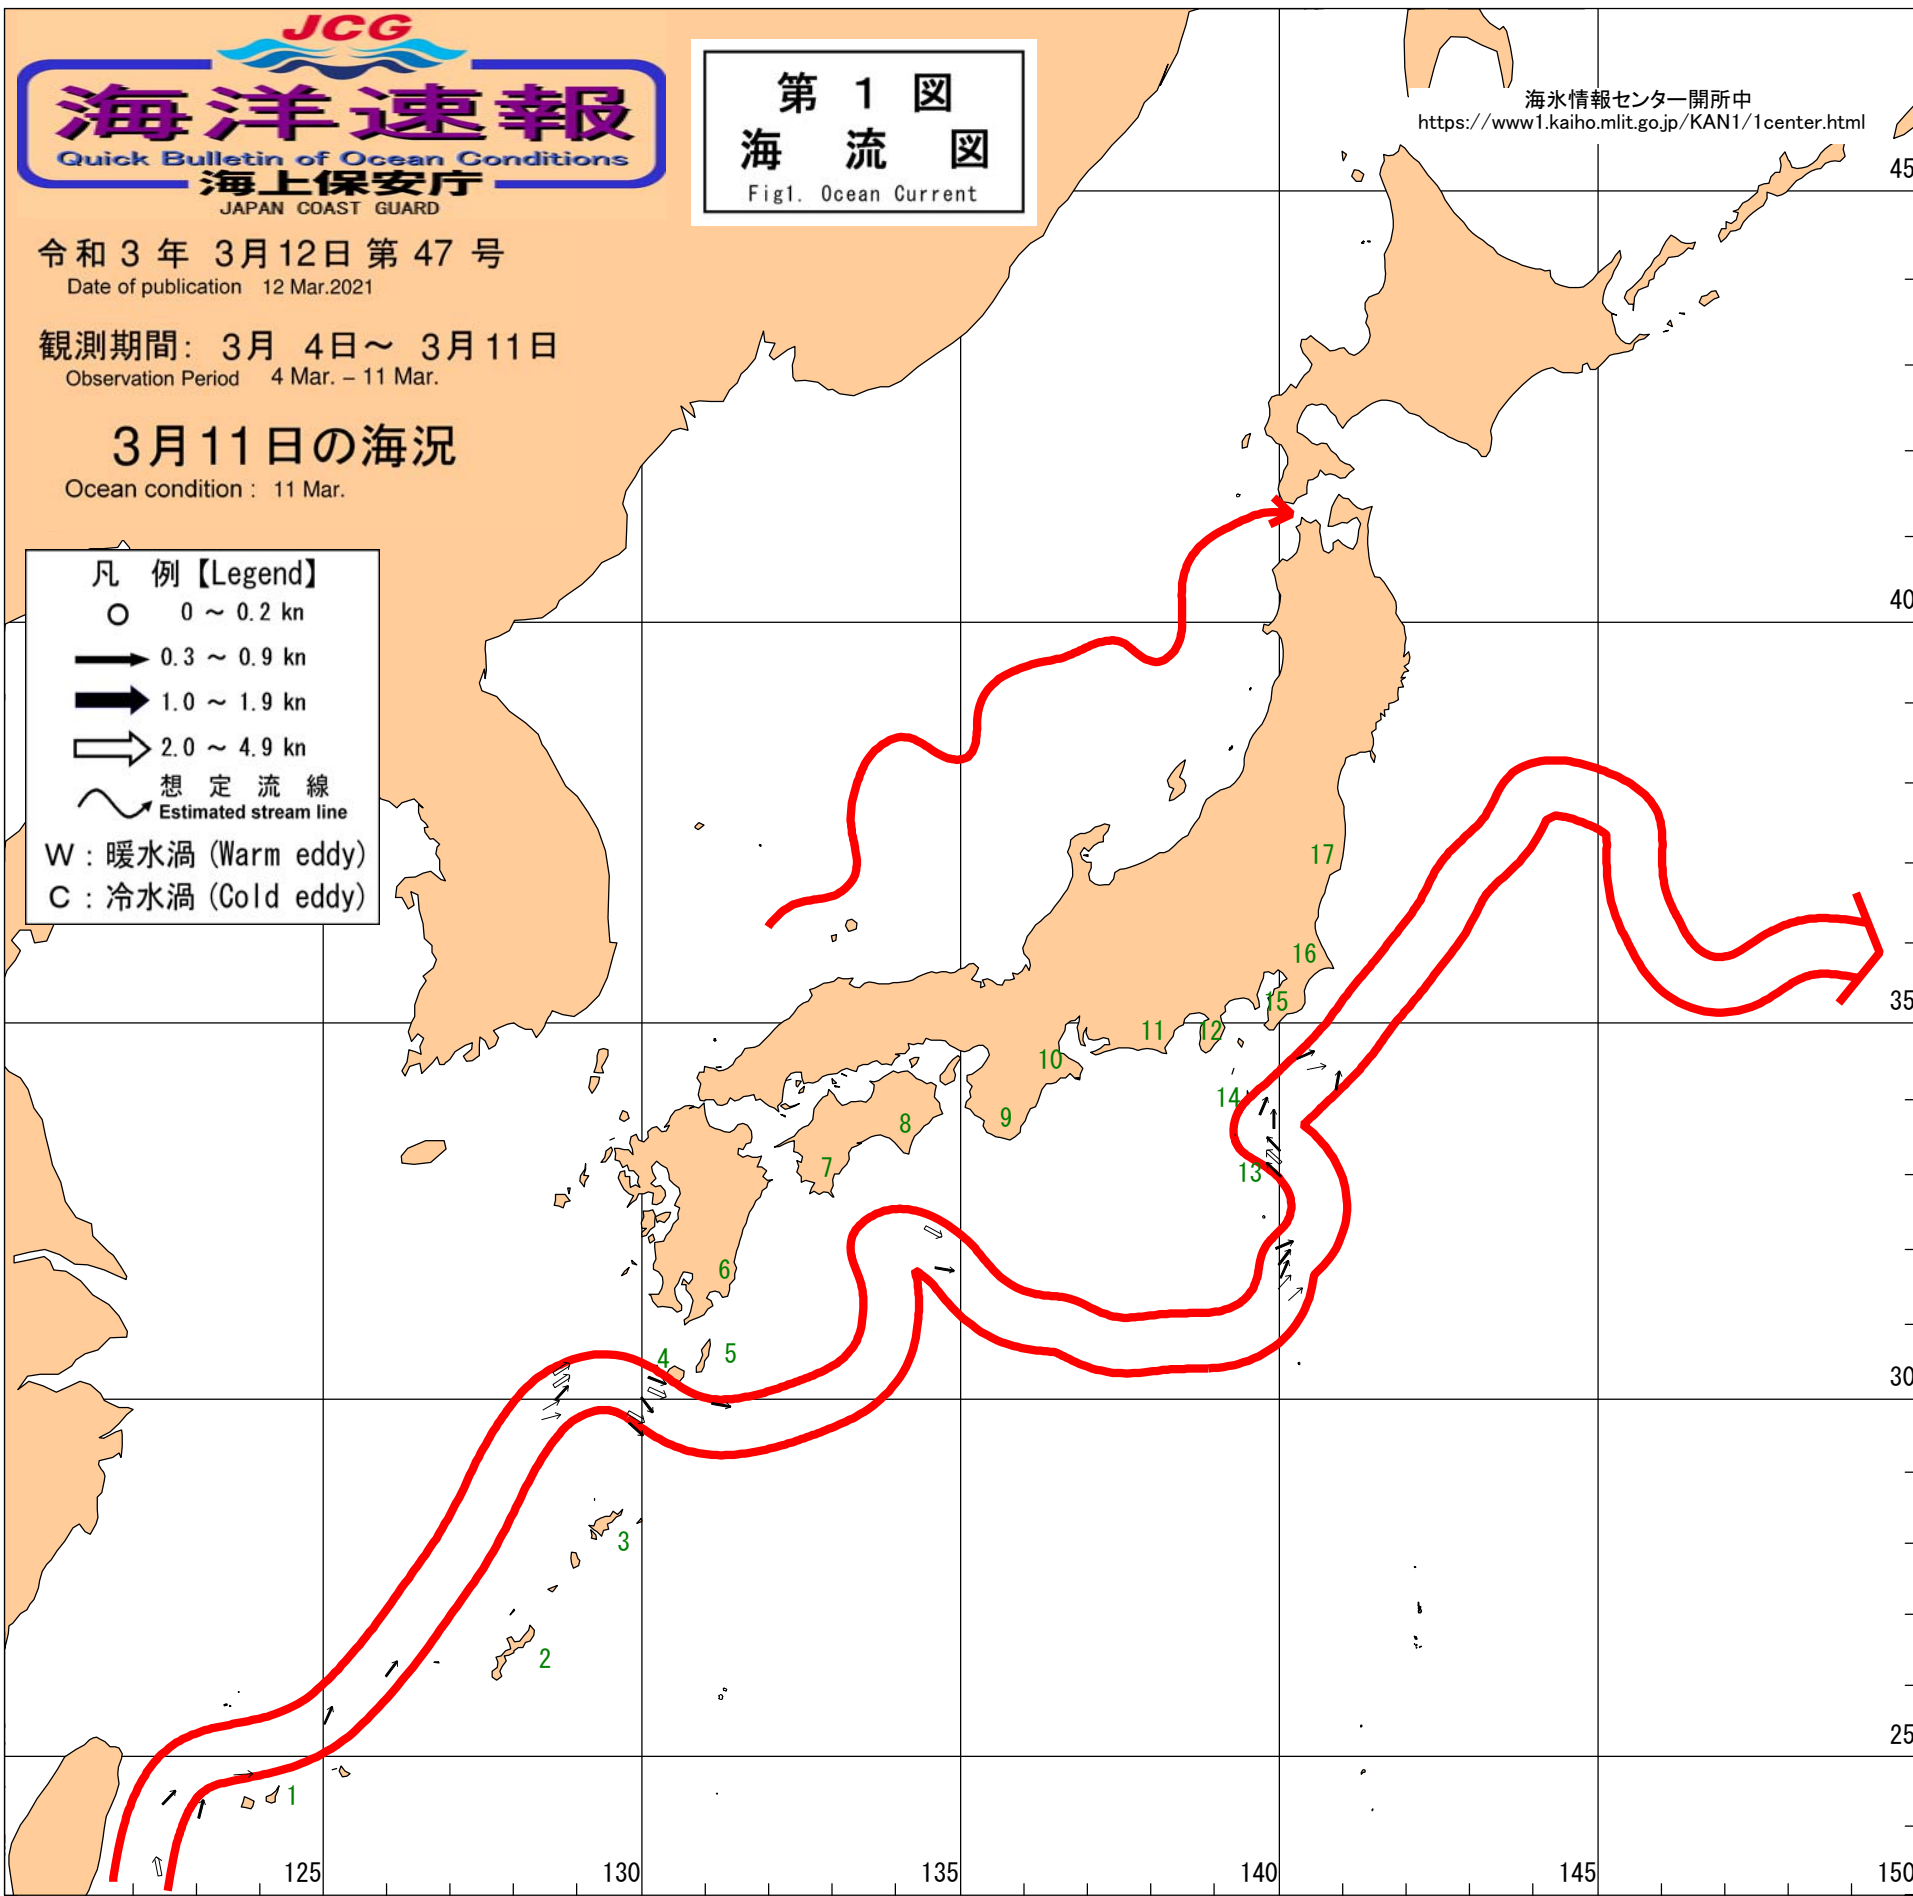 JCG
海洋速報
Quick Bulletin of Ocean Conditions
海上保安庁
JAPAN COAST GUARD
第 1 図
海 流 図
Fig1. Ocean Current
海氷情報センター開所中
https://www1.kaiho.mlit.go.jp/KAN1/1center.html
令和 3 年 3月12日 第 47 号
Date of publication 12 Mar.2021
観測期間: 3月 4日～ 3月11日
Observation Period 4 Mar. – 11 Mar.
3月11日の海況
Ocean condition : 11 Mar.
凡 例【Legend】
0 ～ 0.2 kn
0.3 ～ 0.9 kn
1.0 ～ 1.9 kn
2.0 ～ 4.9 kn
想 定 流 線
Estimated stream line
W : 暖水渦 (Warm eddy)
C : 冷水渦 (Cold eddy)
45
40
17
16
35
15
11
12
10
14
9
8
7
13
6
5
4
30
3
2
25
1
125
130
135
140
145
150